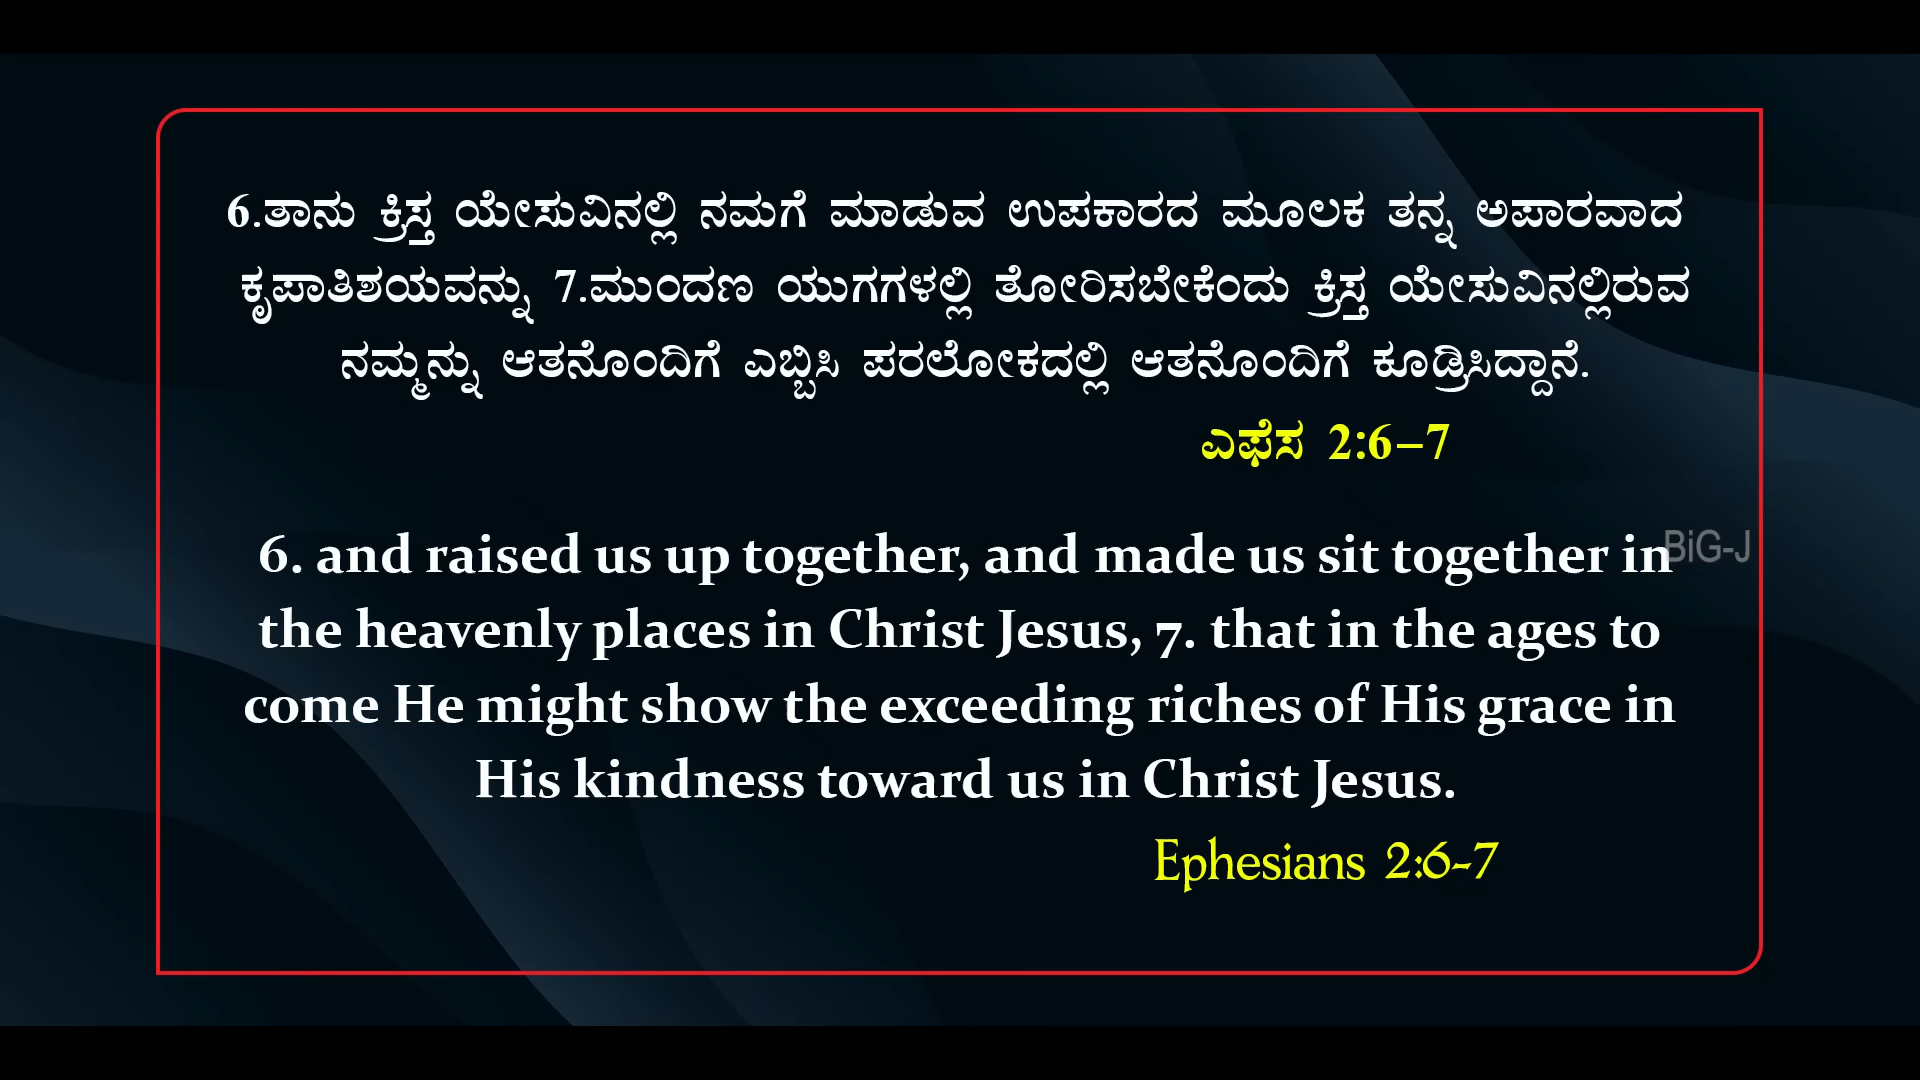 6.ತಾನು ಕ್ರಿಸ್ತ ಯೇಸುವಿನಲ್ಲಿ ನಮಗೆ ಮಾಡುವ ಉಪಕಾರದ ಮೂಲಕ ತನ್ನ ಅಪಾರವಾದ
ಕೃಪಾತಿಶಯವನ್ನು 7.ಮುಂದಣ ಯುಗಗಳಲ್ಲಿ ತೋರಿಸಬೇಕೆಂದು ಕ್ರಿಸ್ತ ಯೇಸುವಿನಲ್ಲಿರುವ
ನಮ್ಮನ್ನು ಆತನೊಂದಿಗೆ ಎಬ್ಬಿಸಿ ಪರಲೋಕದಲ್ಲಿ ಆತನೊಂದಿಗೆ ಕೂಡ್ರಿಸಿದ್ದಾನೆ.
ಎಫೆಸ 2:6–7
6. and raised us up together, and made us sit together in
BiG-J
the heavenly places in Christ Jesus, 7. that in the ages to
come He might show the exceeding riches of His grace in
His kindness toward us in Christ Jesus.
Ephesians 2:6-7